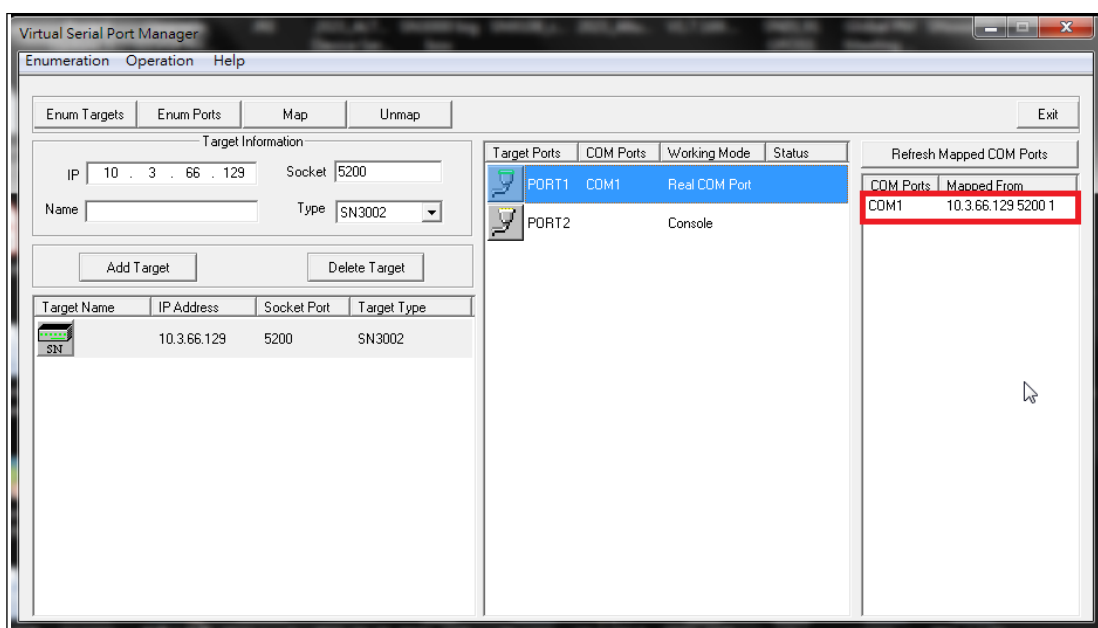 Virtual Serial Port Manager
Enumeration Operation Help
Enum Targets Enum Ports Map Unmap Exit
Target Information
IP 10 . 3 . 66 . 129 Socket 5200
Name Type SN3002
Add Target Delete Target
Target Name IP Address Socket Port Target Type
SN 10.3.66.129 5200 SN3002
Target Ports COM Ports Working Mode Status
PORT1 COM1 Real COM Port
PORT2 Console
Refresh Mapped COM Ports
COM Ports Mapped From
COM1 10.3.66.129 5200 1